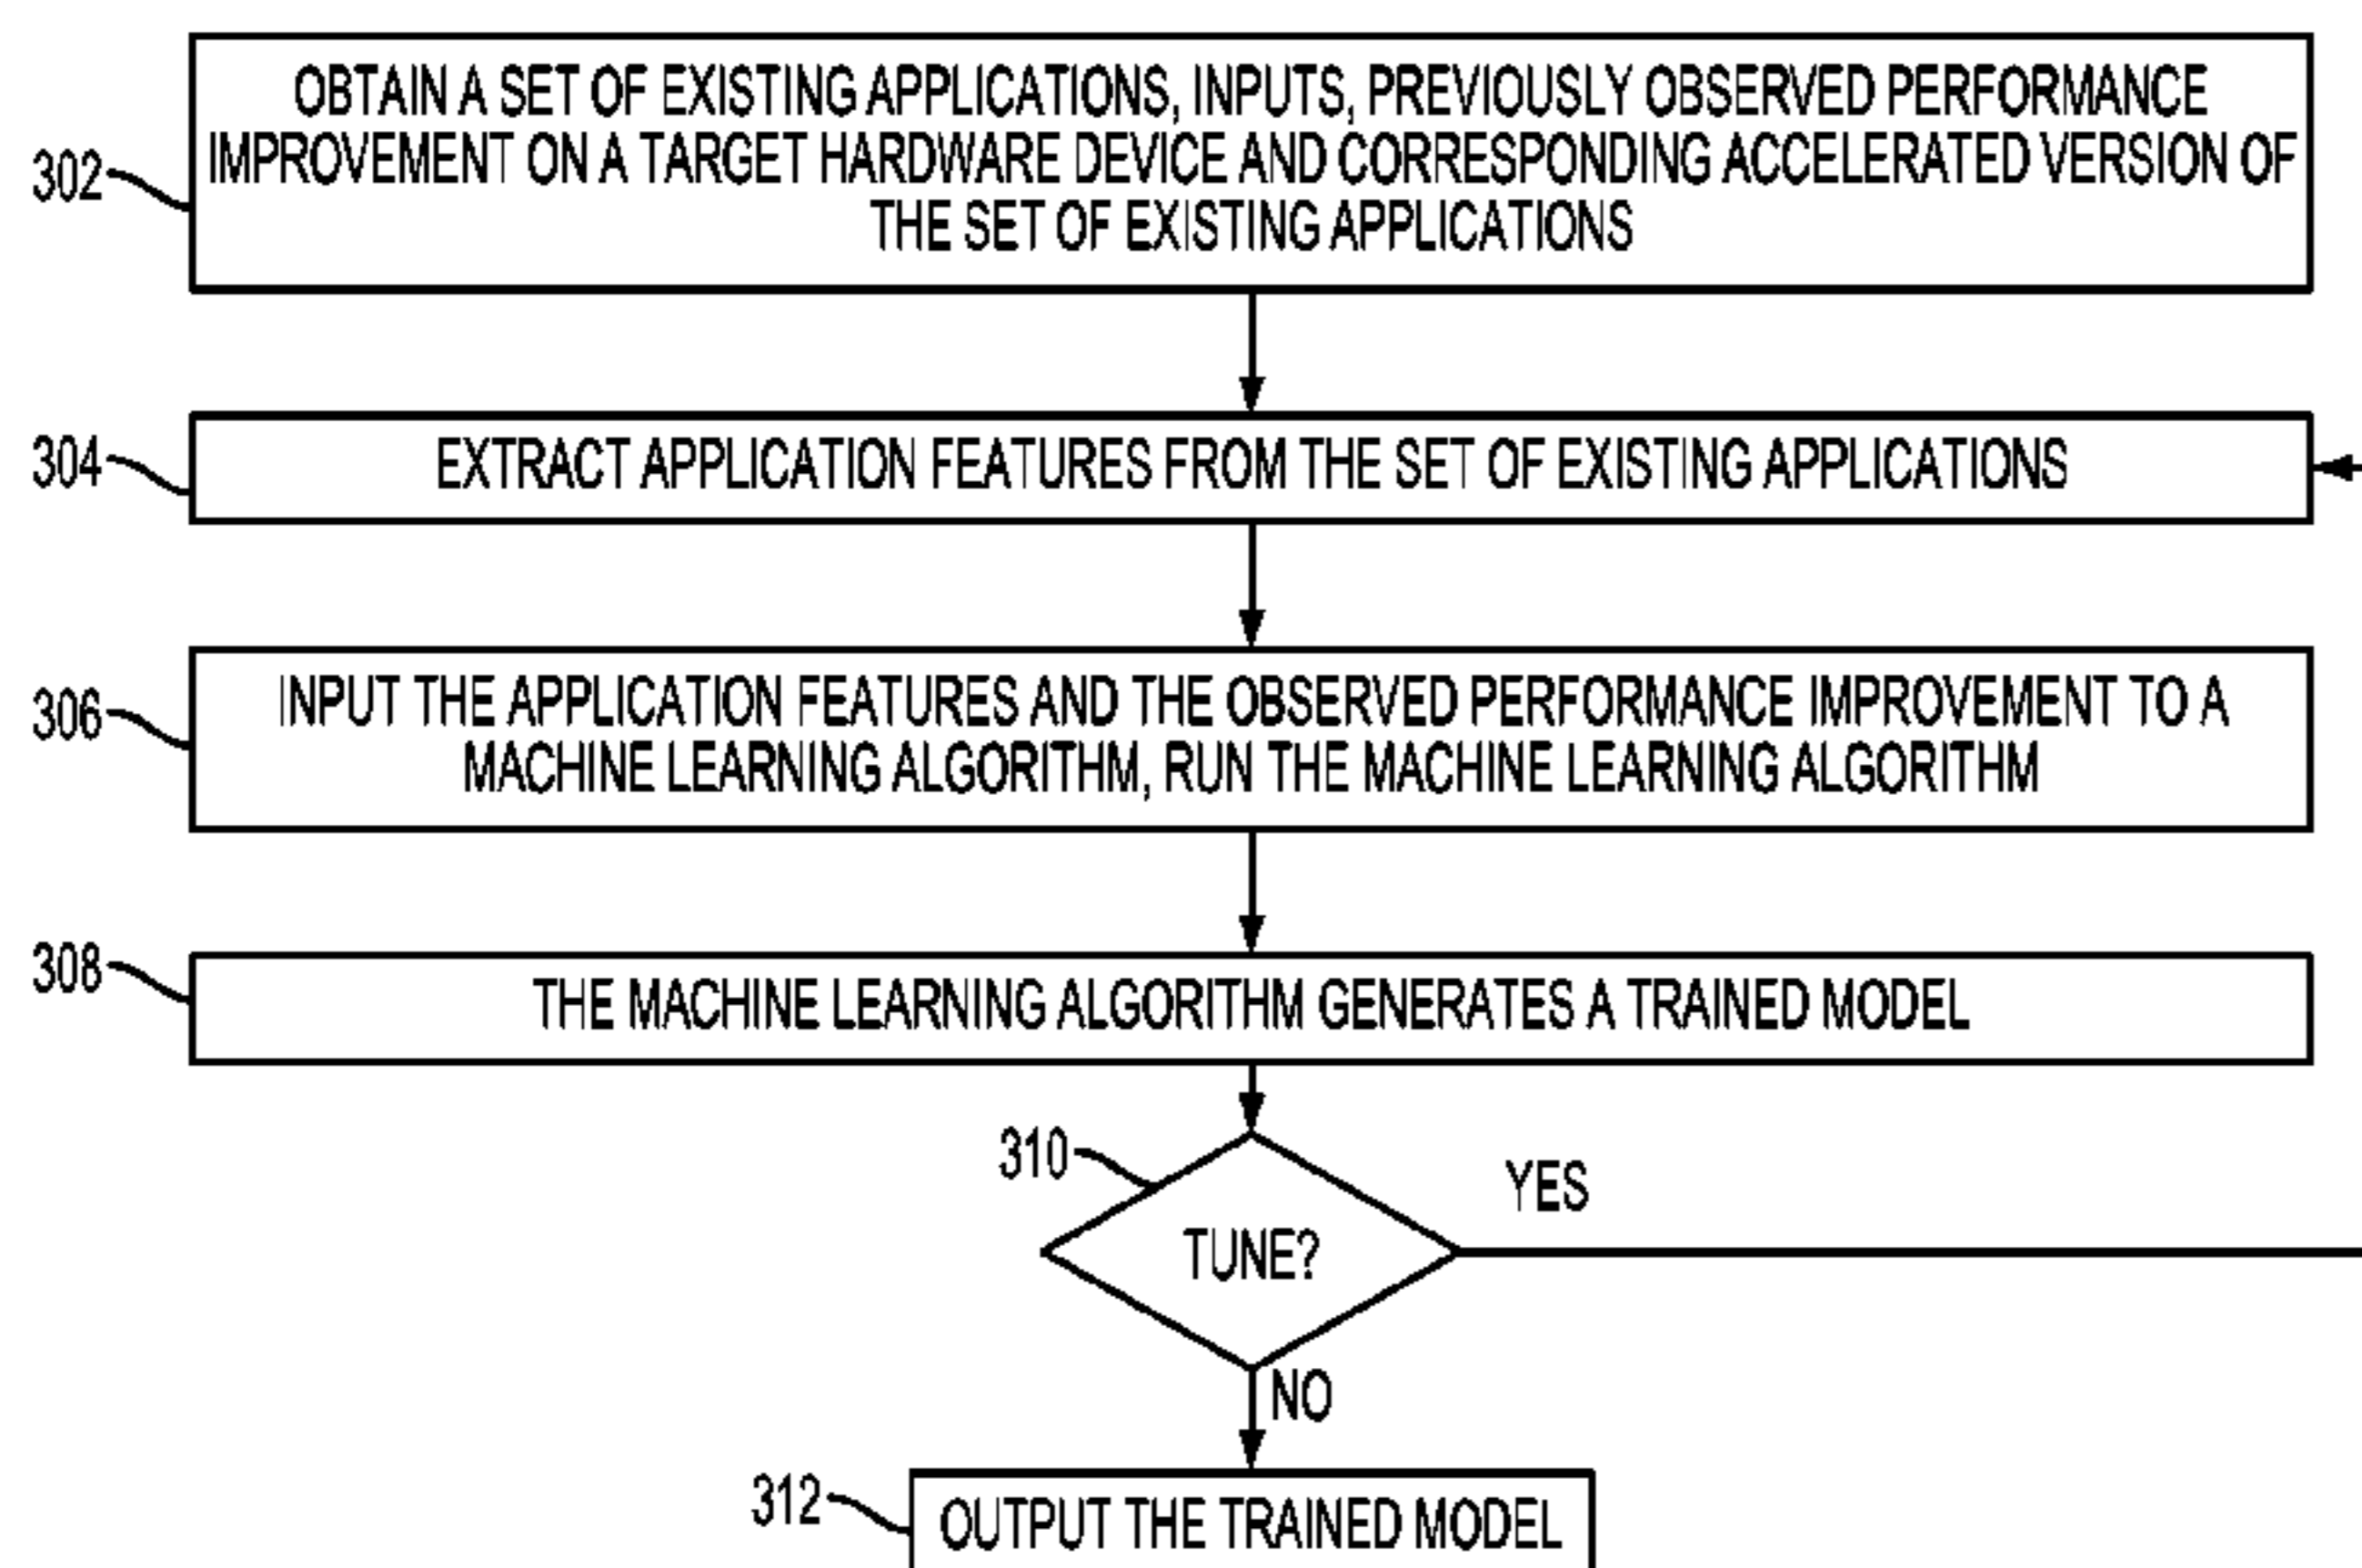 302
OBTAIN A SET OF EXISTING APPLICATIONS, INPUTS, PREVIOUSLY OBSERVED PERFORMANCE
IMPROVEMENT ON A TARGET HARDWARE DEVICE AND CORRESPONDING ACCELERATED VERSION OF
THE SET OF EXISTING APPLICATIONS
304
EXTRACT APPLICATION FEATURES FROM THE SET OF EXISTING APPLICATIONS
306
INPUT THE APPLICATION FEATURES AND THE OBSERVED PERFORMANCE IMPROVEMENT TO A
MACHINE LEARNING ALGORITHM, RUN THE MACHINE LEARNING ALGORITHM
308
THE MACHINE LEARNING ALGORITHM GENERATES A TRAINED MODEL
310
TUNE?
YES
NO
312
OUTPUT THE TRAINED MODEL